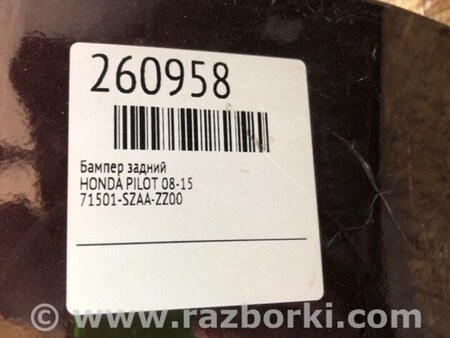 260958
Бампер задний
HONDA PILOT 08-15
71501-SZAA-ZZ00
© www.razborki.com